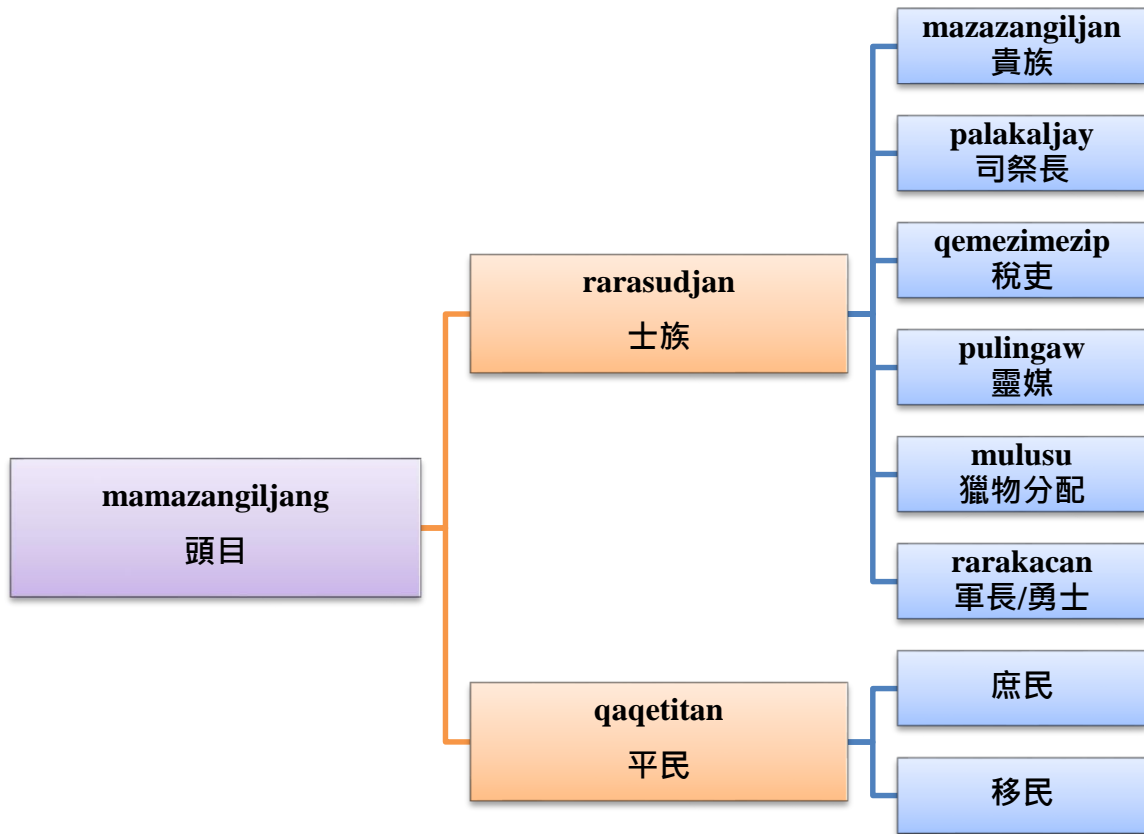 mamazangiljang
頭目
rarasudjan
士族
mazazangiljan
貴族
palakaljay
司祭長
qemezimezip
稅吏
pulingaw
靈媒
mulusu
獵物分配
rarakacan
軍長/勇士
qaqetitan
平民
庶民
移民